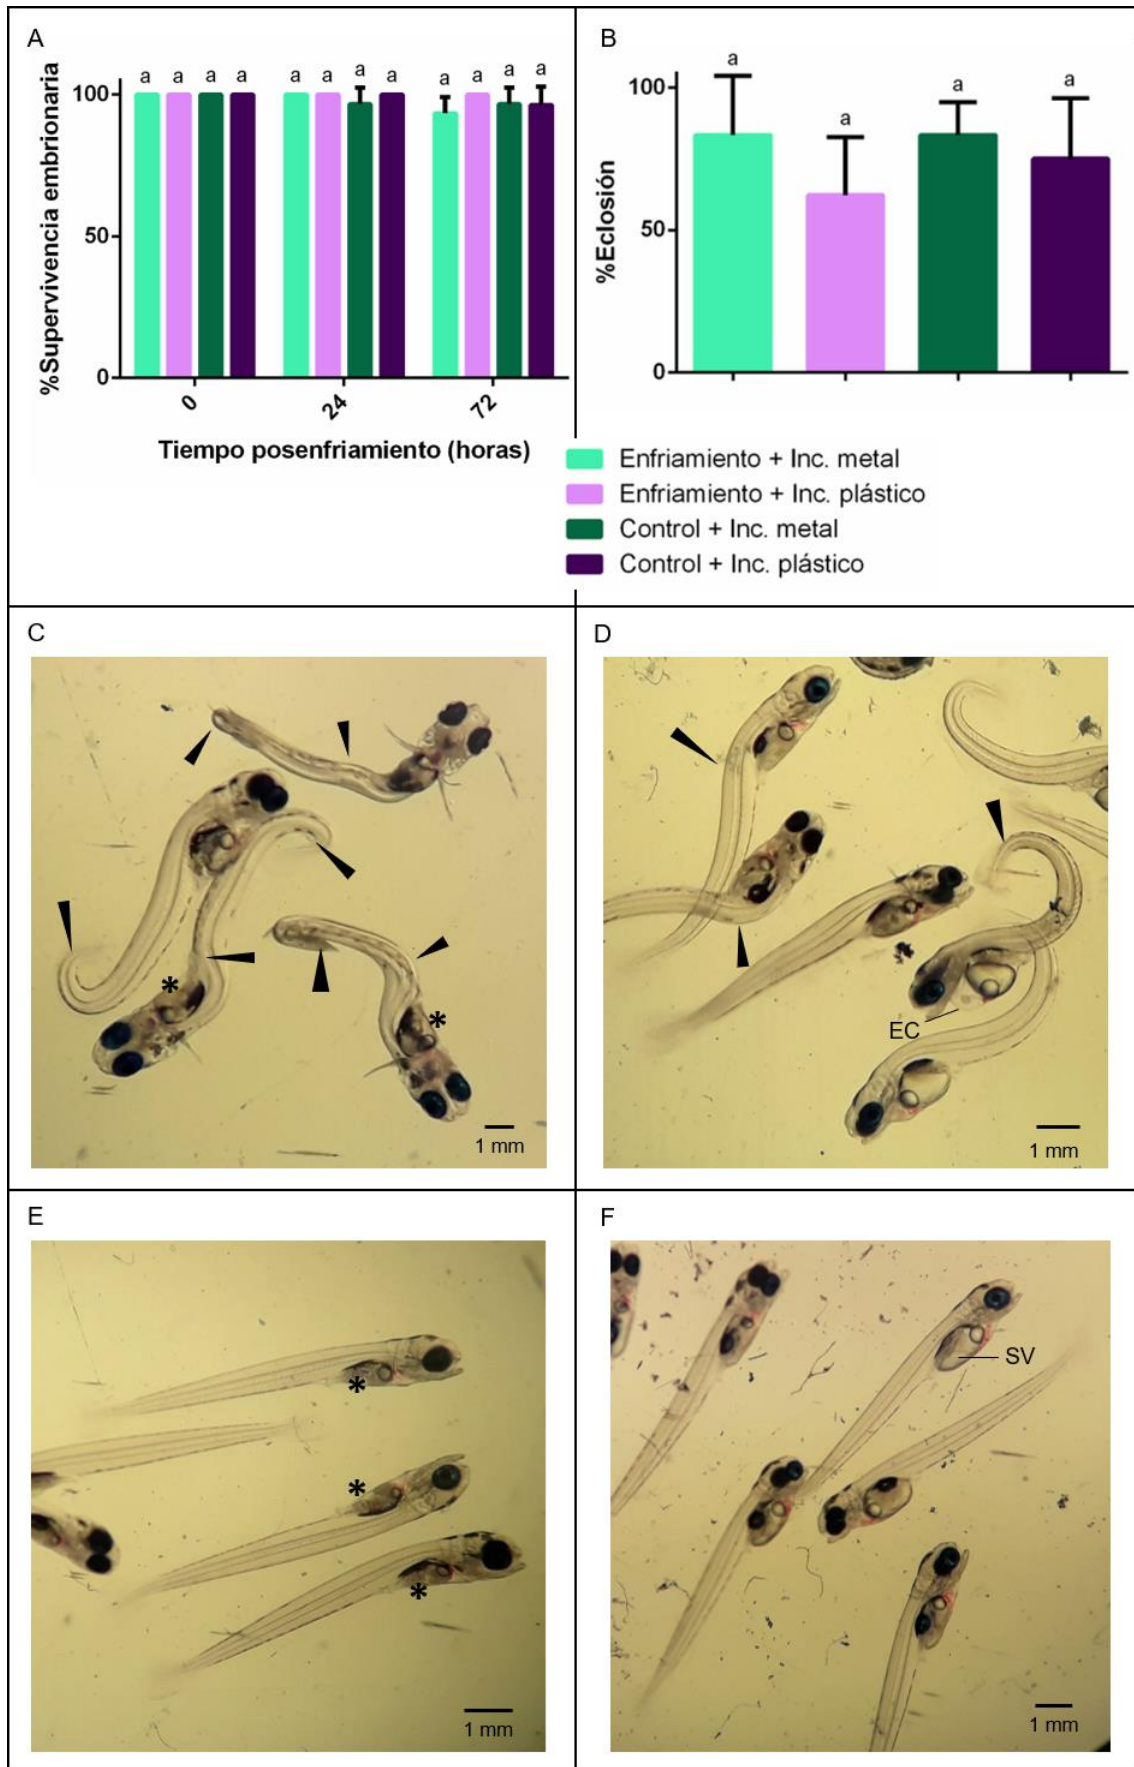 A
%Supervivencia embrionaria
100
50
0
a a a a
a a a a
a a a a
0
24
72
Tiempo posenfriamiento (horas)
B
%Eclosión
100
50
0
a
a
a
a
Enfriamiento + Inc. metal
Enfriamiento + Inc. plástico
Control + Inc. metal
Control + Inc. plástico
C
*
*
1 mm
D
EC
1 mm
E
*
*
*
1 mm
F
SV
1 mm